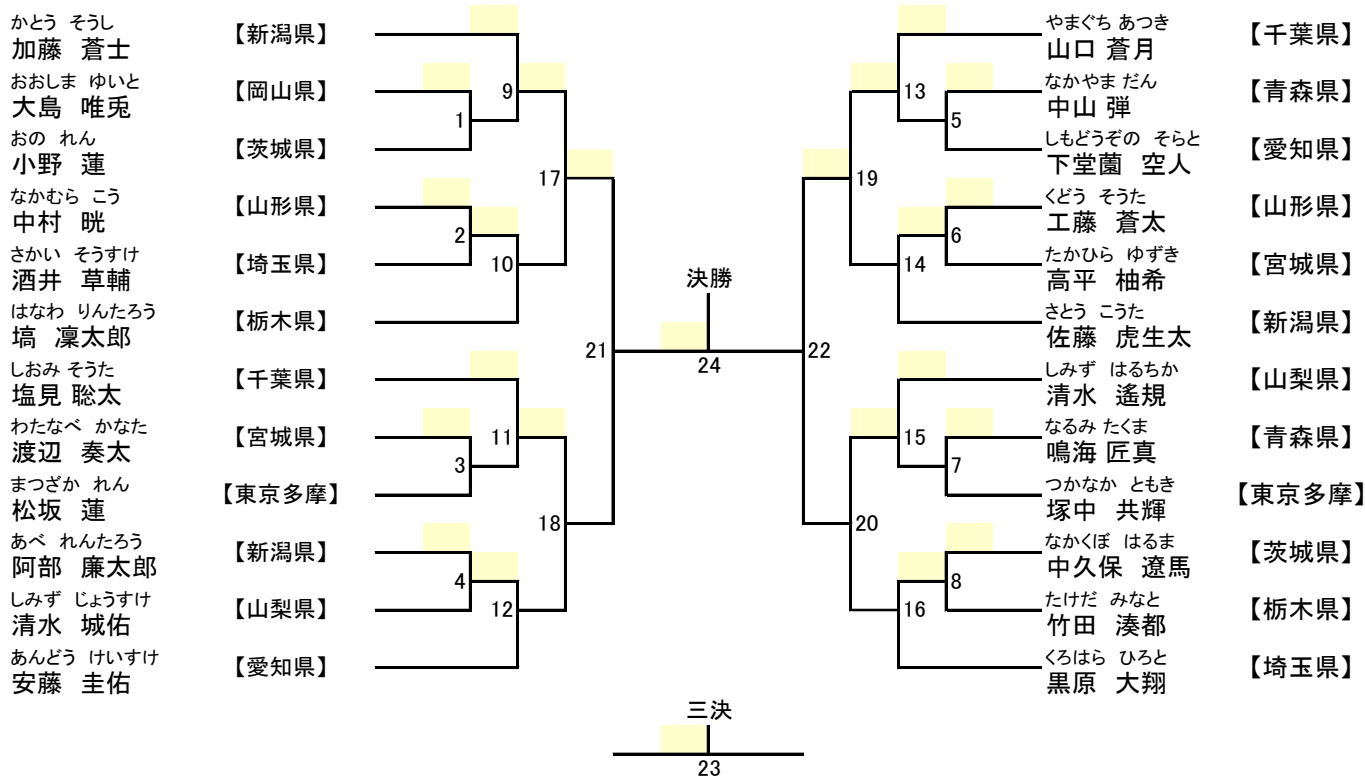 かとう そうし
加藤 蒼士 【新潟県】
おおしま ゆいと
大島 唯兎 【岡山県】
おの れん
小野 蓮 【茨城県】
なかむら こう
中村 晄 【山形県】
さかい そうすけ
酒井 草輔 【埼玉県】
はなわ りんたろう
塙 凜太郎 【栃木県】
しおみ そうた
塩見 聡太 【千葉県】
わたなべ かなた
渡辺 奏太 【宮城県】
まつざか れん
松坂 蓮 【東京多摩】
あべ れんたろう
阿部 廉太郎 【新潟県】
しみず じょうすけ
清水 城佑 【山梨県】
あんどう けいすけ
安藤 圭佑 【愛知県】
1
2
3
4
9
10
11
12
17
18
21
決勝
24
三決
23
22
19
20
13
14
15
16
5
6
7
8
やまぐち あつき
山口 蒼月 【千葉県】
なかやま だん
中山 弾 【青森県】
しもどうぞの そらと
下堂薗 空人 【愛知県】
くどう そうた
工藤 蒼太 【山形県】
たかひら ゆずき
高平 柚希 【宮城県】
さとう こうた
佐藤 虎生太 【新潟県】
しみず はるちか
清水 遙規 【山梨県】
なるみ たくま
鳴海 匠真 【青森県】
つかなか ともき
塚中 共輝 【東京多摩】
なかくぼ はるま
中久保 遼馬 【茨城県】
たけだ みなと
竹田 湊都 【栃木県】
くろはら ひろと
黒原 大翔 【埼玉県】